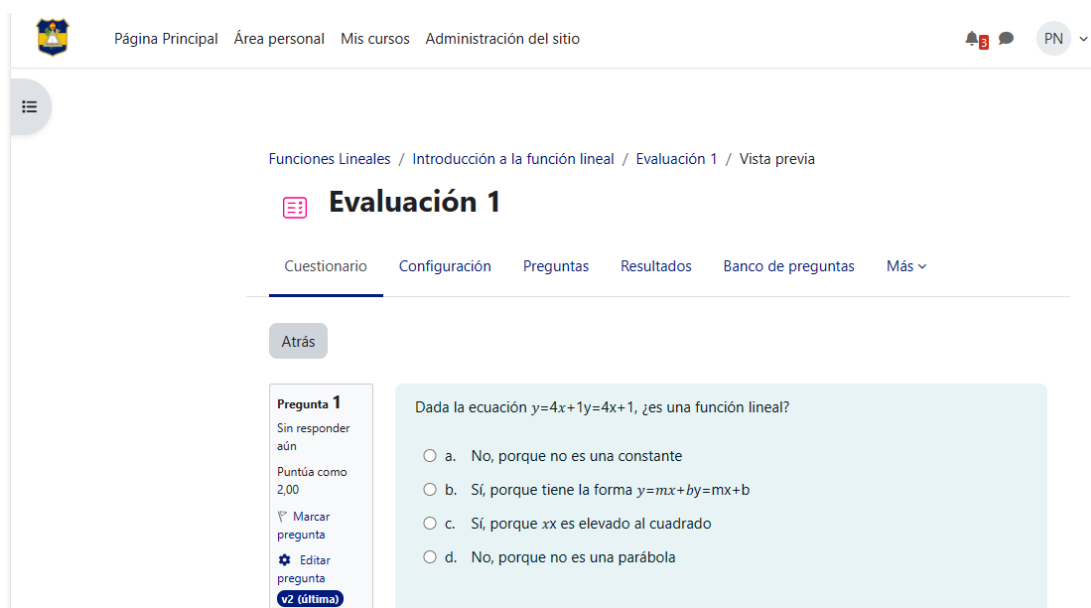 Página Principal Área personal Mis cursos Administración del sitio 3 PN
Funciones Lineales / Introducción a la función lineal / Evaluación 1 / Vista previa
Evaluación 1
Cuestionario Configuración Preguntas Resultados Banco de preguntas Más
Atrás
Pregunta 1
Sin responder
aún
Puntúa como
2,00
Marcar
pregunta
Editar
pregunta
v2 (última)
Dada la ecuación y=4x+1y=4x+1, ¿es una función lineal?
a. No, porque no es una constante
b. Sí, porque tiene la forma y=mx+by=mx+b
c. Sí, porque xx es elevado al cuadrado
d. No, porque no es una parábola